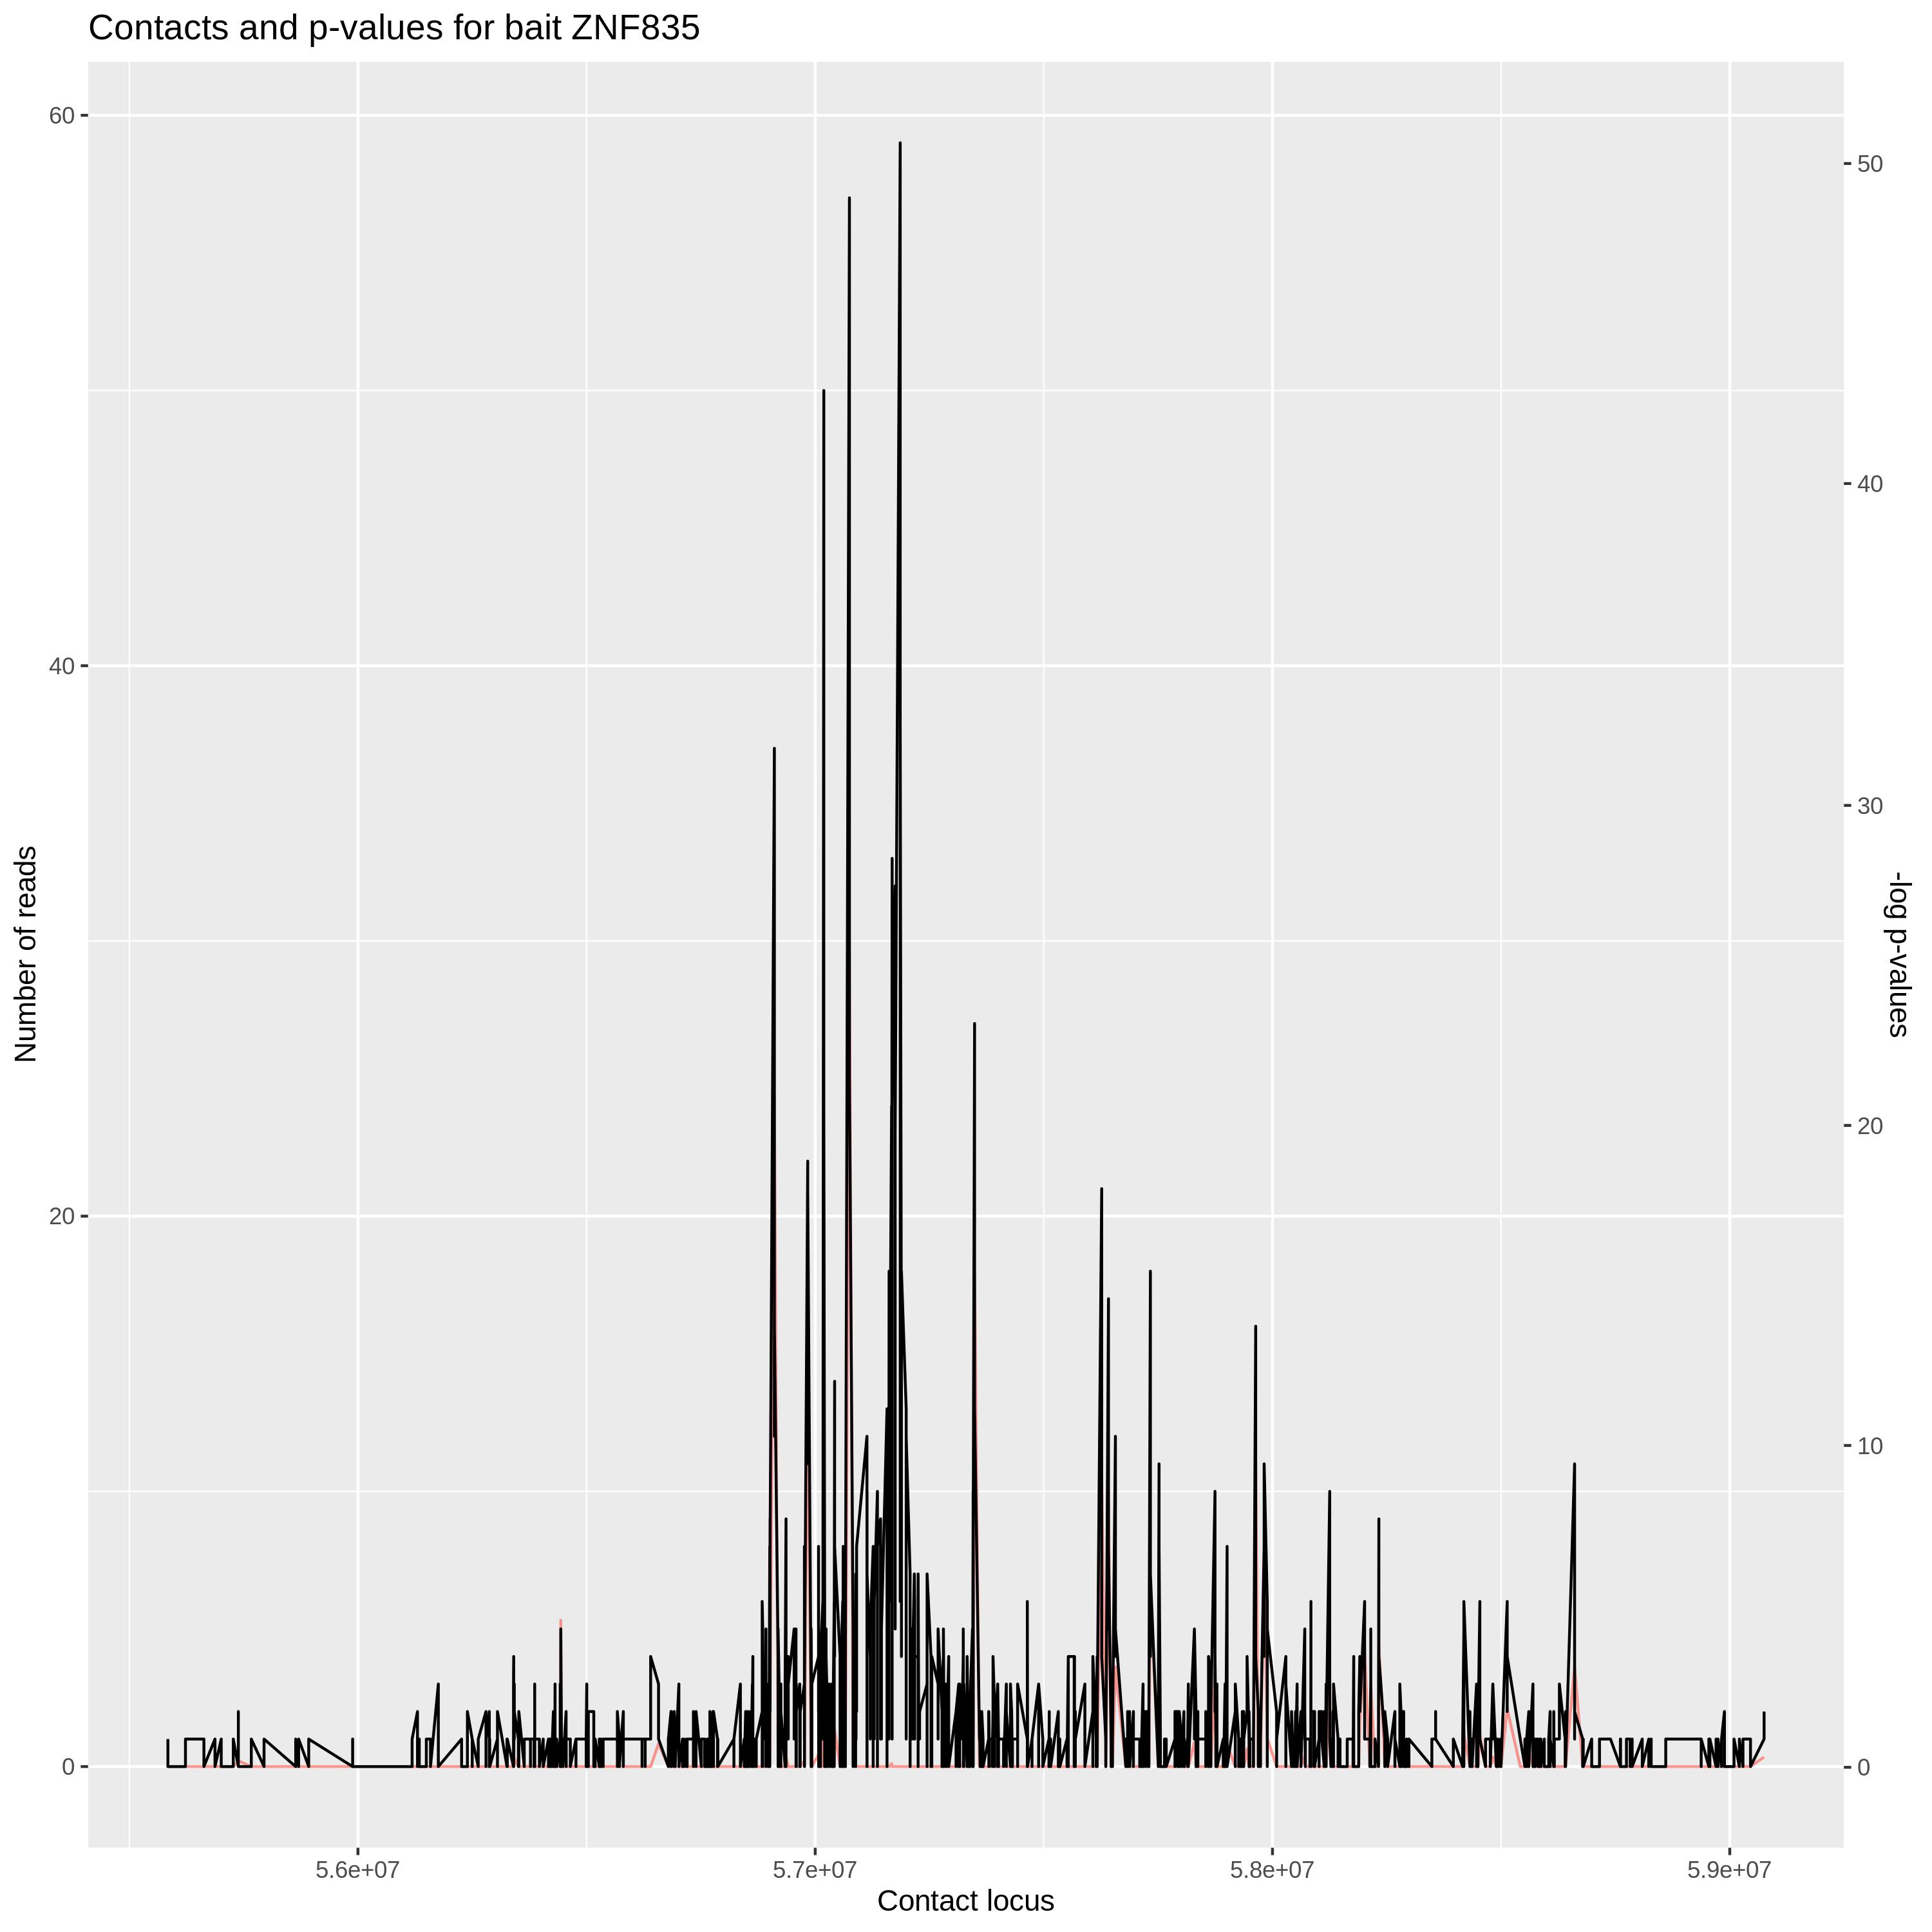 Contacts and p-values for bait ZNF835
60
40
20
0
Number of reads
50
40
30
20
10
0
-log p-values
5.6e+07
5.7e+07
5.8e+07
5.9e+07
Contact locus